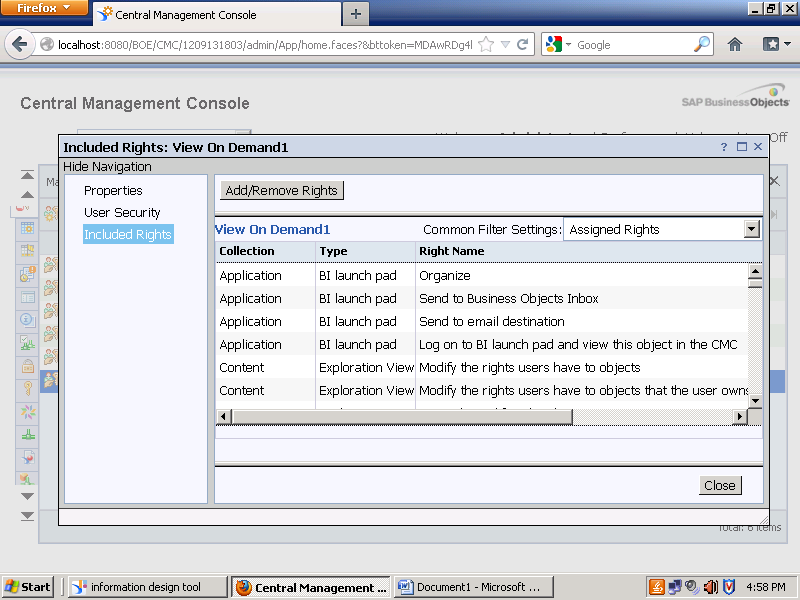 Firefox
Central Management Console
localhost:8080/BOE/CMC/1209131803/admin/App/home.faces?&bttoken=MDAwRDg4l
Google
Central Management Console
SAP BusinessObjects
Included Rights: View On Demand1
Hide Navigation
Properties
User Security
Included Rights
Add/Remove Rights
View On Demand1 Common Filter Settings: Assigned Rights
Collection Type Right Name
Application BI launch pad Organize
Application BI launch pad Send to Business Objects Inbox
Application BI launch pad Send to email destination
Application BI launch pad Log on to BI launch pad and view this object in the CMC
Content Exploration View Modify the rights users have to objects
Content Exploration View Modify the rights users have to objects that the user owns
Close
Total: 6 items
Start information design tool Central Management ... Document1 - Microsoft ... 4:58 PM